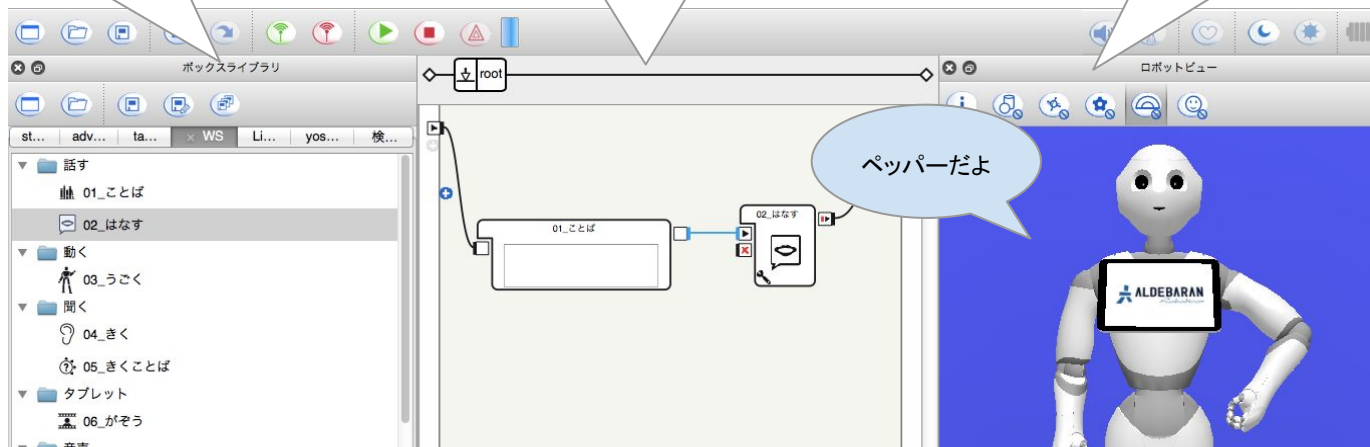 ボックスライブラリ
root
ロボットビュー
st...
adv...
ta...
× WS
Li...
yos...
検...
話す
01_ことば
02_はなす
動く
03_うごく
聞く
04_きく
05_きくことば
タブレット
06_がぞう
音声
01_ことば
02_はなす
ペッパーだよ
ALDEBARAN